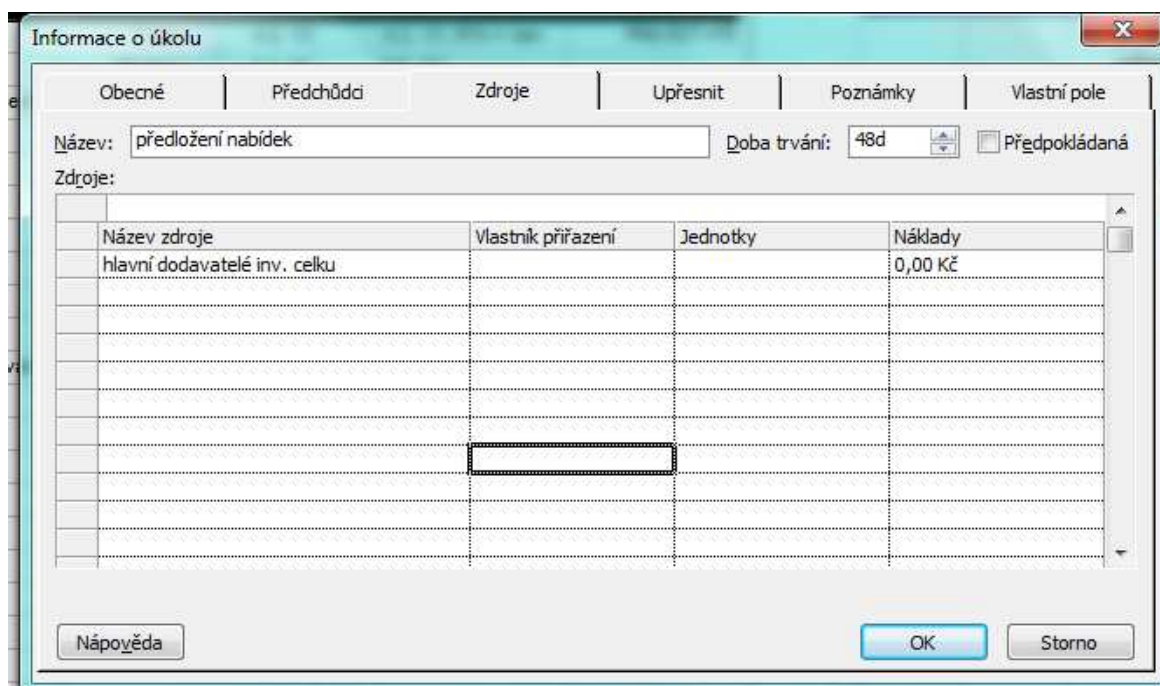 Informace o úkolu
Obecné Předchůdci Zdroje Upřesnit Poznámky Vlastní pole
Název: předložení nabídek Doba trvání: 48d Předpokládaná
Zdroje:
Název zdroje Vlastník přiřazení Jednotky Náklady
hlavní dodavatelé inv. celku 0,00 Kč
Nápověda OK Storno